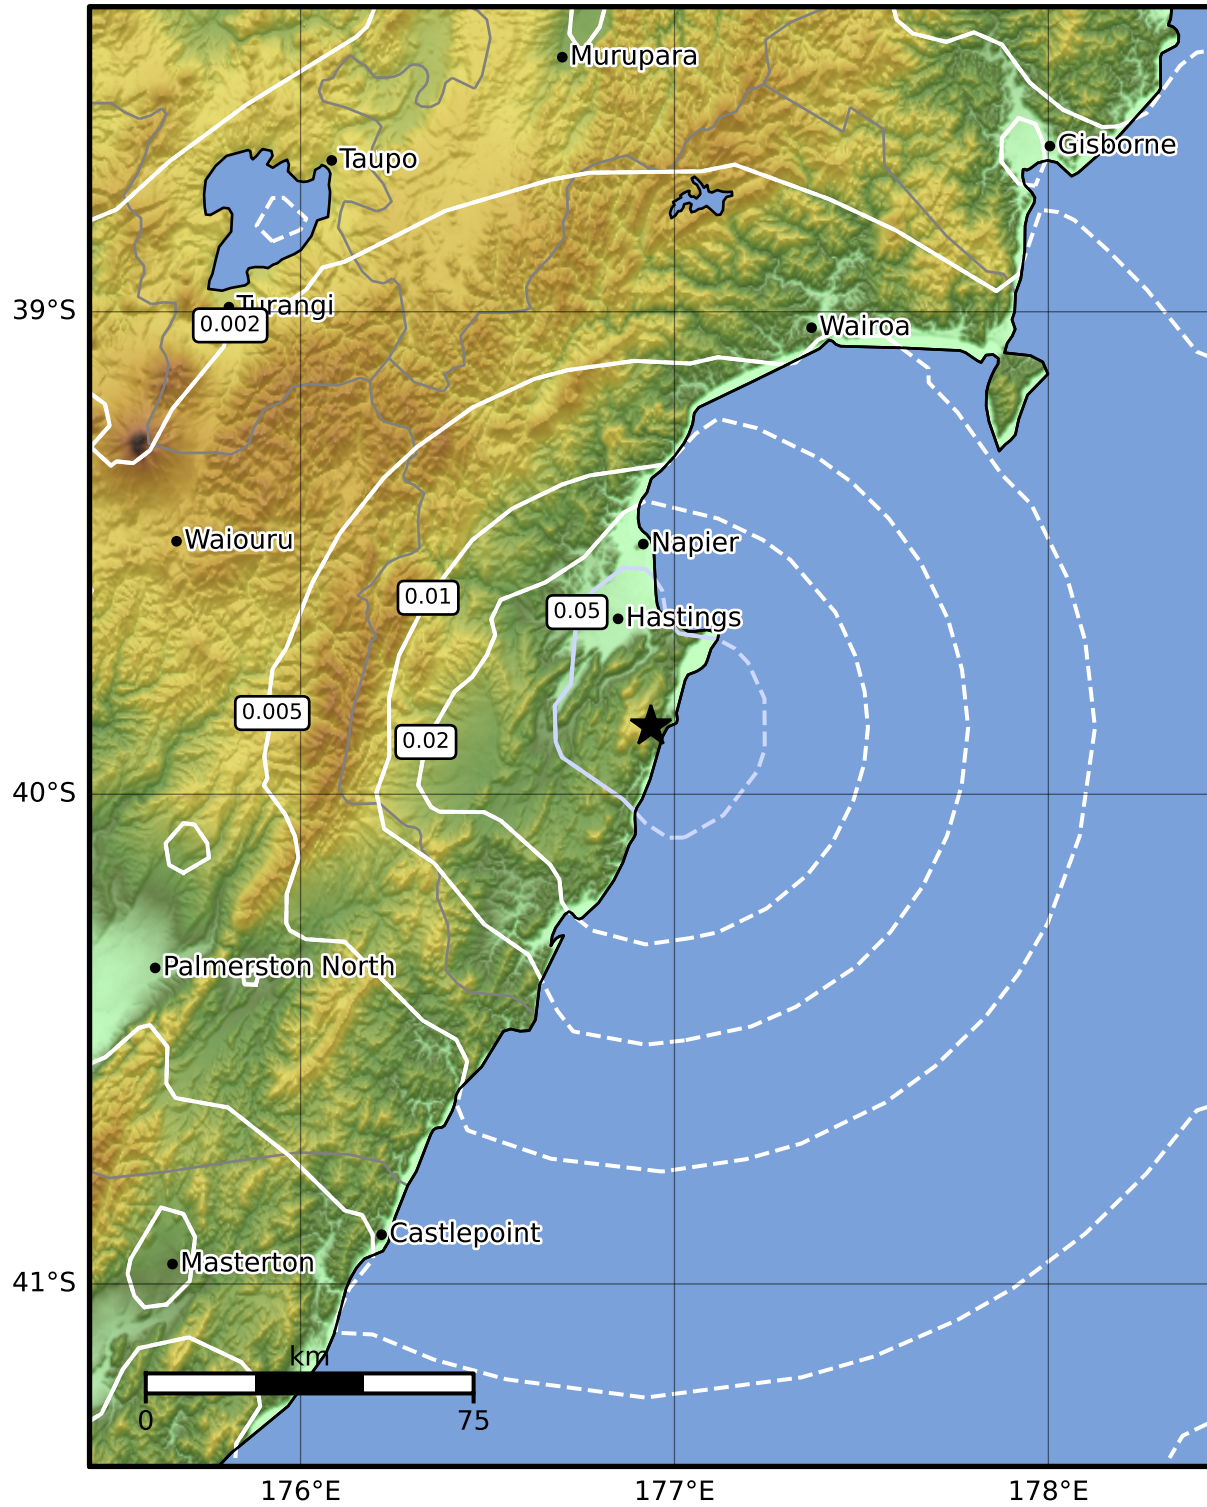 Murupara
Gisborne
Taupo
39°S
Turangi
0.002
Wairoa
Waiouru
Napier
0.01
0.05
Hastings
0.005
0.02
40°S
Palmerston North
Castlepoint
Masterton
41°S
km
0
75
176°E
177°E
178°E